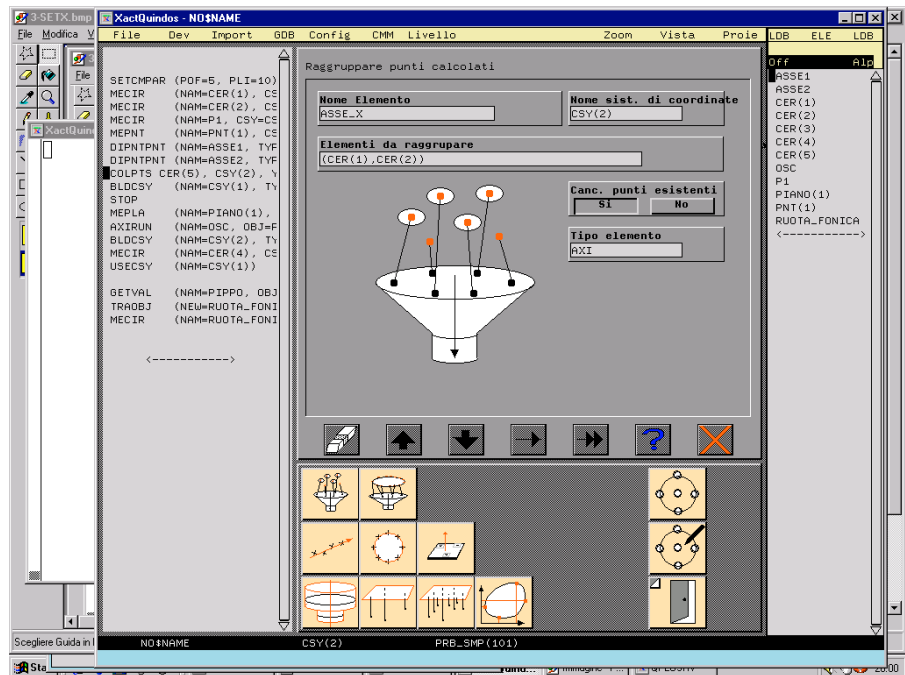 3-SETX.bmp
XactQuindos - NO$NAME
File Modifica V
File Dev Import GDB Config CMM Livello Zoom Vista Proie
LDB ELE LDB
File
XactQuin
Off Alp
SETCMPAR (POF=5, PLI=10)
MECIR (NAM=CER(1), CS
MECIR (NAM=CER(2), CS
MECIR (NAM=P1, CSY=CS
MEPNT (NAM=PNT(1), CS
DIPNTPNT (NAM=ASSE1, TYP
DIPNTPNT (NAM=ASSE2, TYP
COLPTS CER(5), CSY(2), Y
BLDCSY (NAM=CSY(1), TY
STOP
MEPLA (NAM=PIANO(1),
AXIRUN (NAM=OSC, OBJ=P
BLDCSY (NAM=CSY(2), TY
MECIR (NAM=CER(4), CS
USECSY (NAM=CSY(1))
GETVAL (NAM=PIPPO, OBJ
TRAOBJ (NEW=RUOTA_FONI
MECIR (NAM=RUOTA_FONI
<----------->
Raggruppare punti calcolati
Nome Elemento
ASSE_X
Nome sist. di coordinate
CSY(2)
Elementi da raggrupare
(CER(1),CER(2))
Canc. punti esistenti
Si No
Tipo elemento
AXI
ASSE1
ASSE2
CER(1)
CER(2)
CER(3)
CER(4)
CER(5)
OSC
P1
PIANO(1)
PNT(1)
RUOTA_FONICA
<----------->
Scegliere Guida in l
NO$NAME CSY(2) PRB_SMP(101)
Sta